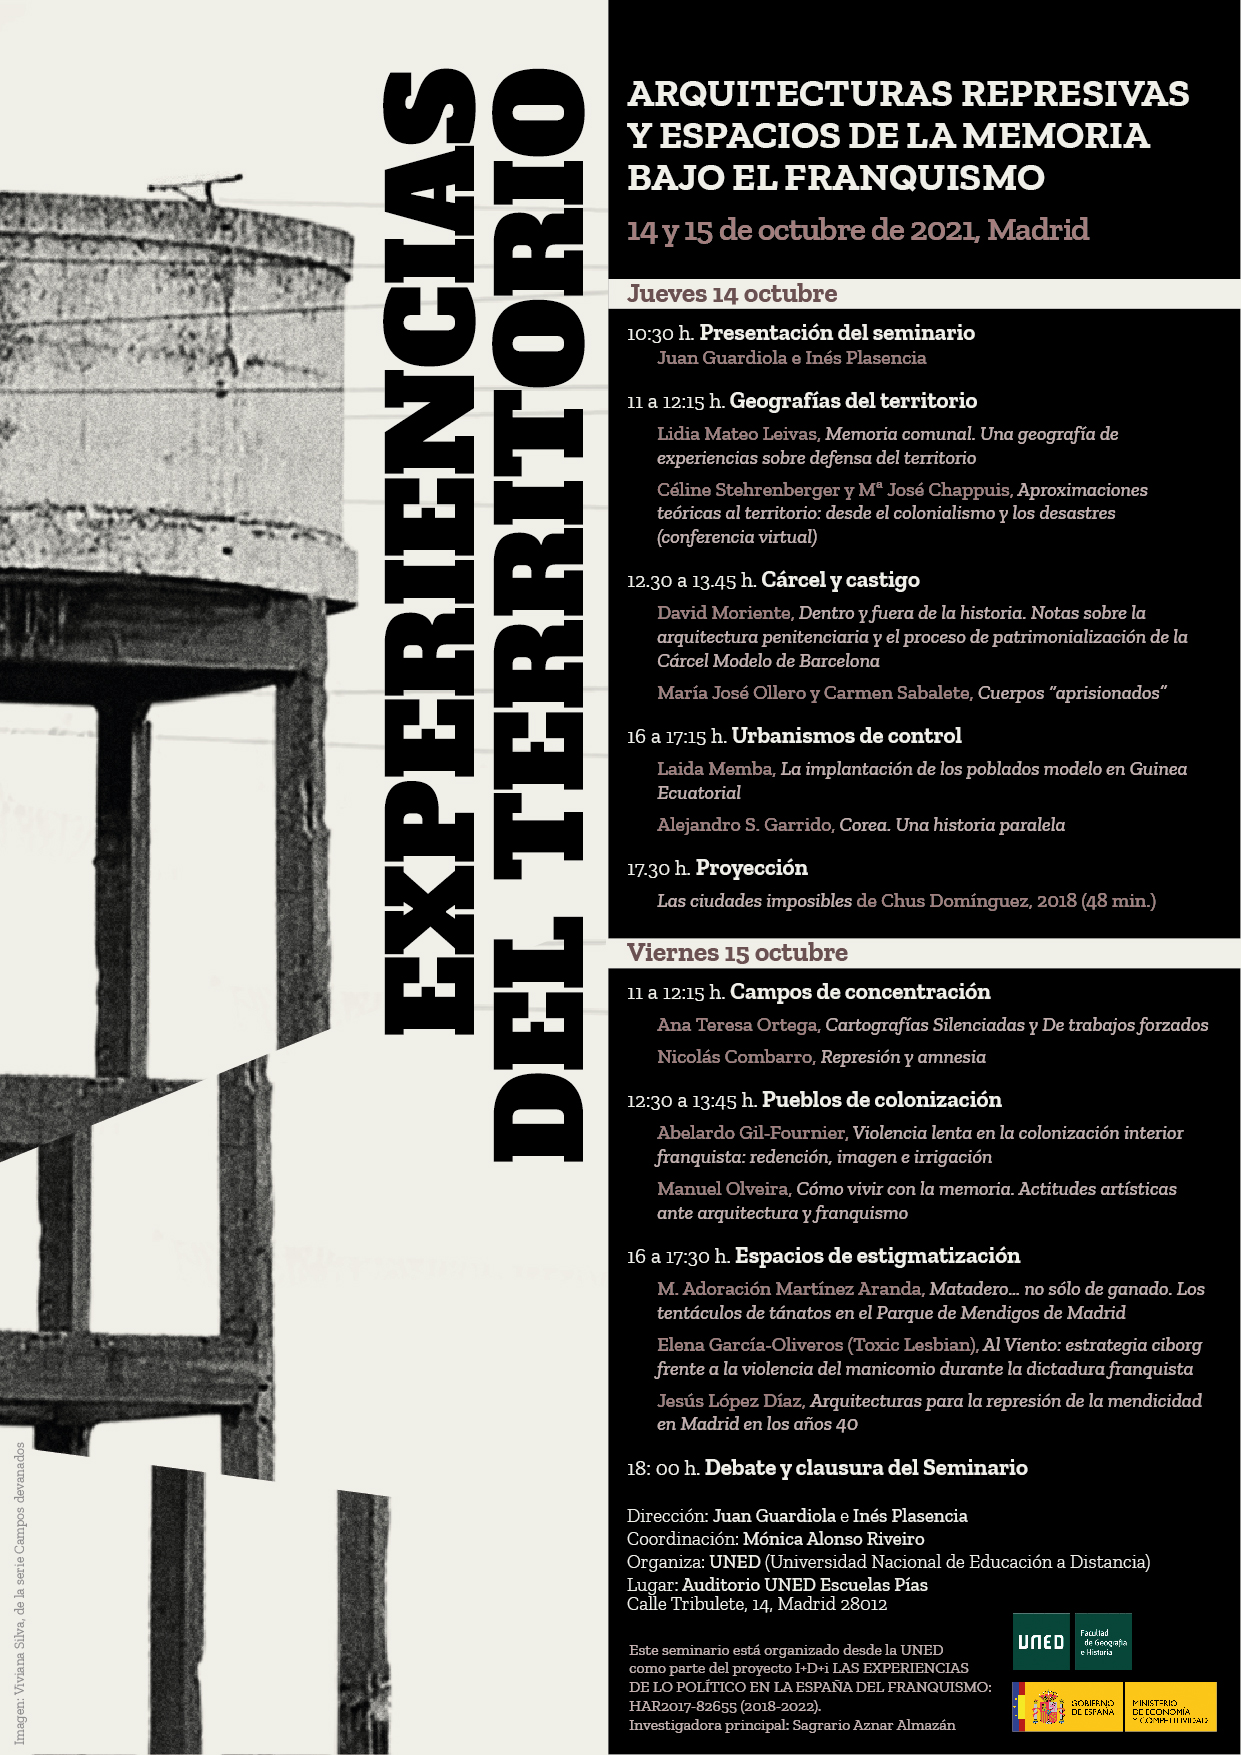 EXPERIENCIAS
DEL TERRITORIO
ARQUITECTURAS REPRESIVAS
Y ESPACIOS DE LA MEMORIA
BAJO EL FRANQUISMO
14 y 15 de octubre de 2021, Madrid
Jueves 14 octubre
10:30 h. Presentación del seminario
Juan Guardiola e Inés Plasencia
11 a 12:15 h. Geografías del territorio
Lidia Mateo Leivas, Memoria comunal. Una geografía de
experiencias sobre defensa del territorio
Céline Stehrenberger y Mª José Chappuis, Aproximaciones
teóricas al territorio: desde el colonialismo y los desastres
(conferencia virtual)
12.30 a 13.45 h. Cárcel y castigo
David Moriente, Dentro y fuera de la historia. Notas sobre la
arquitectura penitenciaria y el proceso de patrimonialización de la
Cárcel Modelo de Barcelona
María José Ollero y Carmen Sabalete, Cuerpos “aprisionados”
16 a 17:15 h. Urbanismos de control
Laida Memba, La implantación de los poblados modelo en Guinea
Ecuatorial
Alejandro S. Garrido, Corea. Una historia paralela
17.30 h. Proyección
Las ciudades imposibles de Chus Domínguez, 2018 (48 min.)
Viernes 15 octubre
11 a 12:15 h. Campos de concentración
Ana Teresa Ortega, Cartografías Silenciadas y De trabajos forzados
Nicolás Combarro, Represión y amnesia
12:30 a 13:45 h. Pueblos de colonización
Abelardo Gil-Fournier, Violencia lenta en la colonización interior
franquista: redención, imagen e irrigación
Manuel Olveira, Cómo vivir con la memoria. Actitudes artísticas
ante arquitectura y franquismo
16 a 17:30 h. Espacios de estigmatización
M. Adoración Martínez Aranda, Matadero... no sólo de ganado. Los
tentáculos de tánatos en el Parque de Mendigos de Madrid
Elena García-Oliveros (Toxic Lesbian), Al Viento: estrategia ciborg
frente a la violencia del manicomio durante la dictadura franquista
Jesús López Díaz, Arquitecturas para la represión de la mendicidad
en Madrid en los años 40
18: 00 h. Debate y clausura del Seminario
Dirección: Juan Guardiola e Inés Plasencia
Coordinación: Mónica Alonso Riveiro
Organiza: UNED (Universidad Nacional de Educación a Distancia)
Lugar: Auditorio UNED Escuelas Pías
Calle Tribulete, 14, Madrid 28012
Este seminario está organizado desde la UNED
como parte del proyecto I+D+i LAS EXPERIENCIAS
DE LO POLÍTICO EN LA ESPAÑA DEL FRANQUISMO:
HAR2017-82655 (2018-2022).
Investigadora principal: Sagrario Aznar Almazán
UNED
Facultad
de Geografía
e Historia
GOBIERNO
DE ESPAÑA
MINISTERIO
DE ECONOMÍA
Y COMPETITIVIDAD
Imagen: Viviana Silva, de la serie Campos devanados